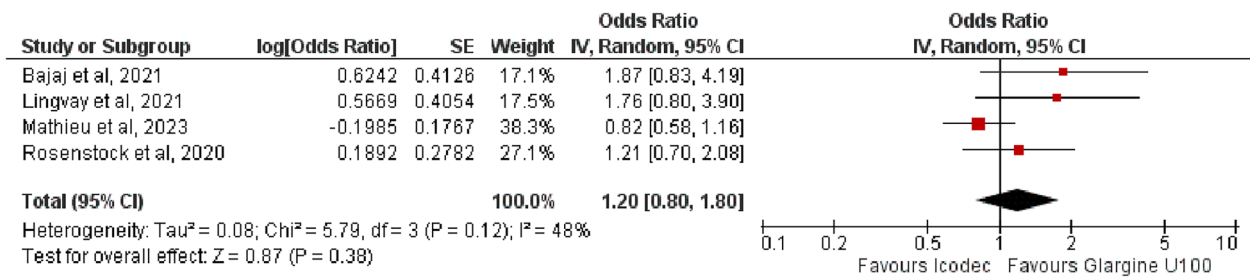 Odds Ratio Odds Ratio
Study or Subgroup log[Odds Ratio] SE Weight IV, Random, 95% CI IV, Random, 95% CI
Bajaj et al, 2021 0.6242 0.4126 17.1% 1.87 [0.83, 4.19]
Lingvay et al, 2021 0.5669 0.4054 17.5% 1.76 [0.80, 3.90]
Mathieu et al, 2023 -0.1985 0.1767 38.3% 0.82 [0.58, 1.16]
Rosenstock et al, 2020 0.1892 0.2782 27.1% 1.21 [0.70, 2.08]
Total (95% CI) 100.0% 1.20 [0.80, 1.80]
Heterogeneity: Tau² = 0.08; Chi² = 5.79, df = 3 (P = 0.12); I² = 48%
Test for overall effect: Z = 0.87 (P = 0.38)
0.1 0.2 0.5 1 2 5 10
Favours Icodec Favours Glargine U100